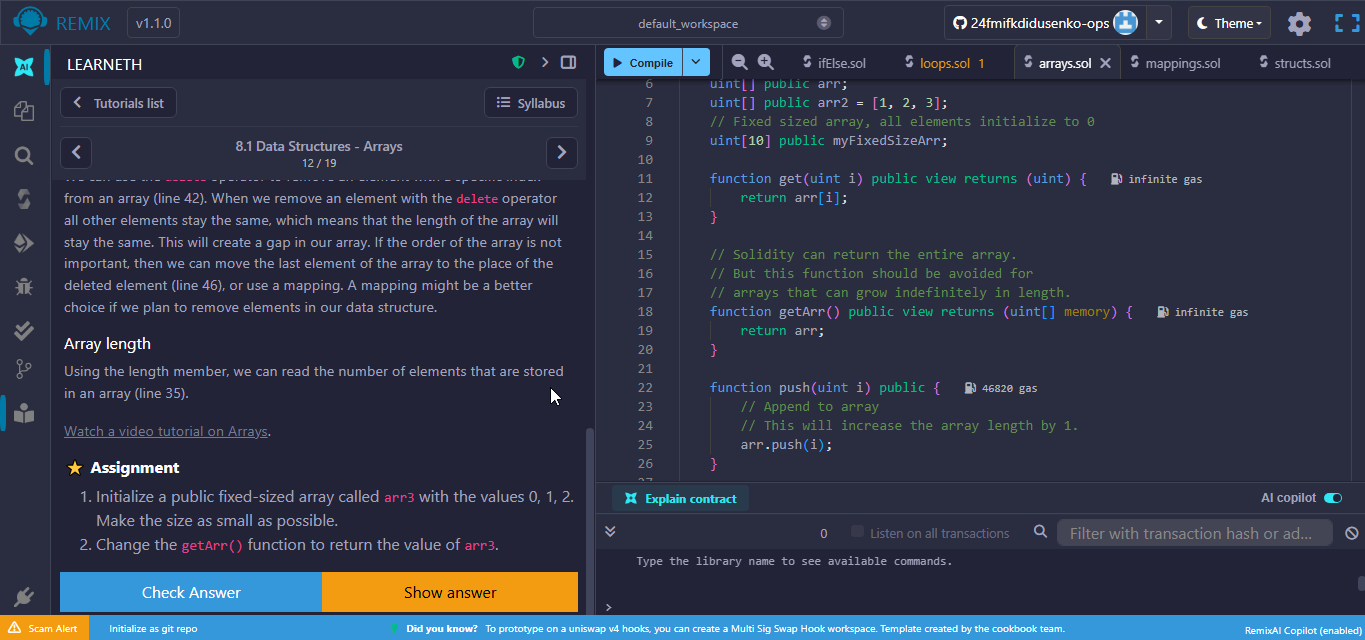 REMIX
v1.1.0
default_workspace
24fmifkdidusenko-ops
Theme
LEARNETH
Compile
ifElse.sol
loops.sol 1
arrays.sol
mappings.sol
structs.sol
Tutorials list
Syllabus
8.1 Data Structures - Arrays
12 / 19
We can use the delete operator to remove an element with a specific index
from an array (line 42). When we remove an element with the delete operator
all other elements stay the same, which means that the length of the array will
stay the same. This will create a gap in our array. If the order of the array is not
important, then we can move the last element of the array to the place of the
deleted element (line 46), or use a mapping. A mapping might be a better
choice if we plan to remove elements in our data structure.
Array length
Using the length member, we can read the number of elements that are stored
in an array (line 35).
Watch a video tutorial on Arrays.
Assignment
1. Initialize a public fixed-sized array called arr3 with the values 0, 1, 2.
Make the size as small as possible.
2. Change the getArr() function to return the value of arr3.
Check Answer
Show answer
6 uint[] public arr;
7 uint[] public arr2 = [1, 2, 3];
8 // Fixed sized array, all elements initialize to 0
9 uint[10] public myFixedSizeArr;
10
11 function get(uint i) public view returns (uint) { infinite gas
12 return arr[i];
13 }
14
15 // Solidity can return the entire array.
16 // But this function should be avoided for
17 // arrays that can grow indefinitely in length.
18 function getArr() public view returns (uint[] memory) { infinite gas
19 return arr;
20 }
21
22 function push(uint i) public { 46820 gas
23 // Append to array
24 // This will increase the array length by 1.
25 arr.push(i);
26 }
Explain contract
AI copilot
0
Listen on all transactions
Filter with transaction hash or ad...
Type the library name to see available commands.
>
Scam Alert
Initialize as git repo
Did you know? To prototype on a uniswap v4 hooks, you can create a Multi Sig Swap Hook workspace. Template created by the cookbook team.
RemixAI Copilot (enabled)